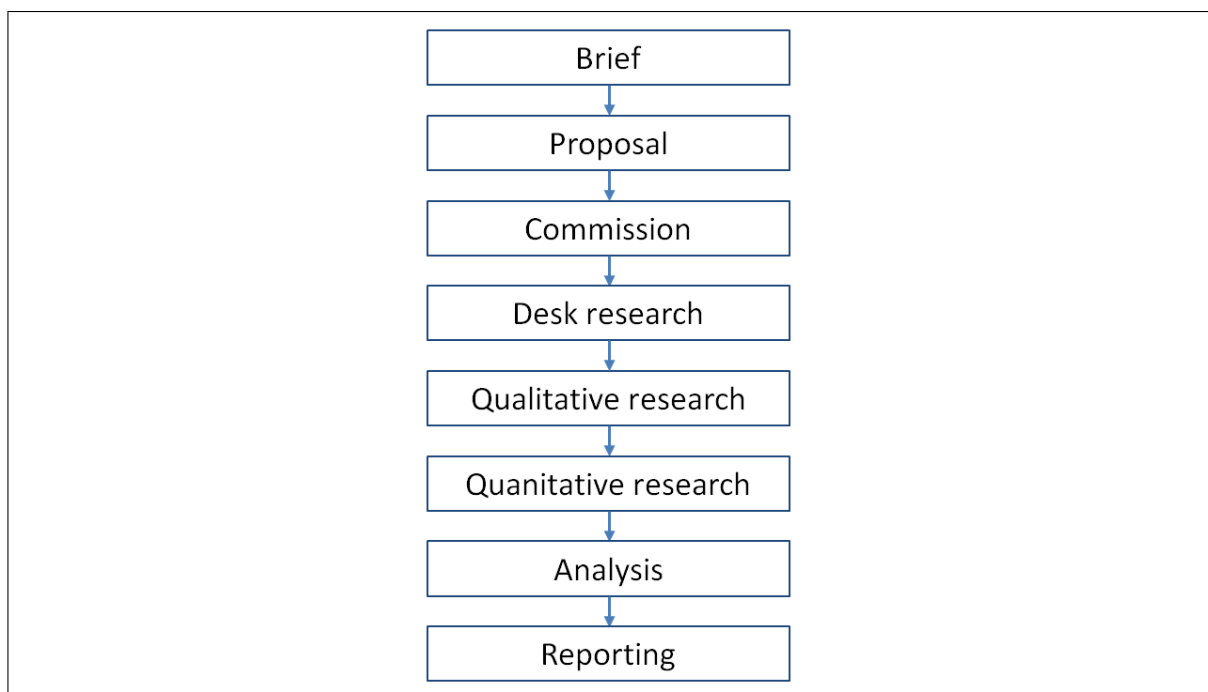 Brief
Proposal
Commission
Desk research
Qualitative research
Quanitative research
Analysis
Reporting